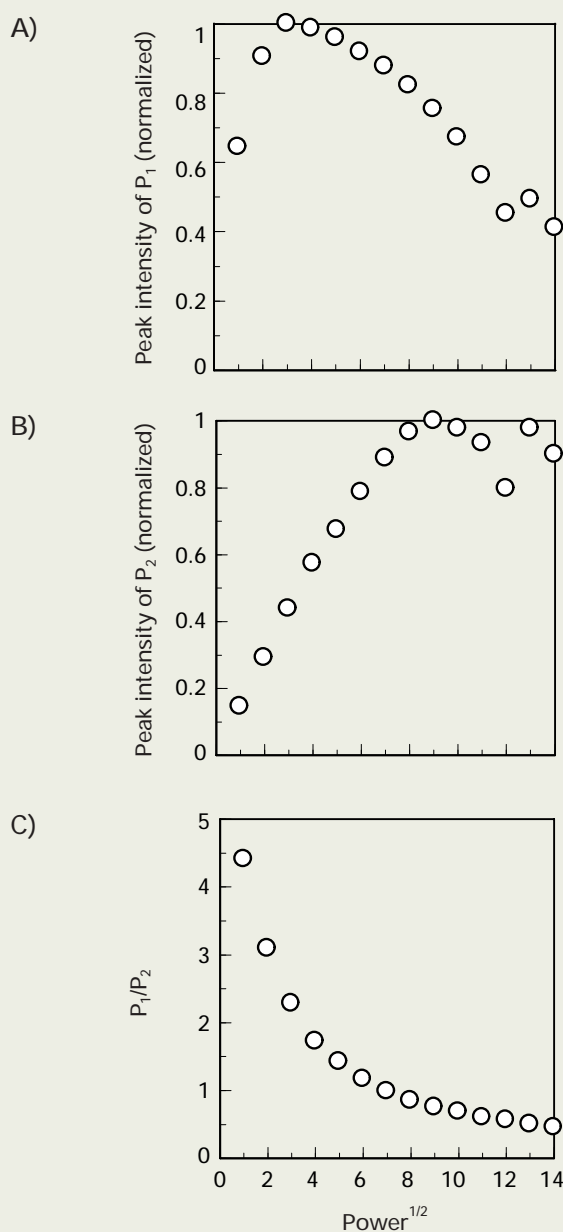 A)
Peak intensity of P1 (normalized)
1
0.8
0.6
0.4
0.2
0
B)
Peak intensity of P2 (normalized)
1
0.8
0.6
0.4
0.2
0
C)
P1/P2
5
4
3
2
1
0
0 2 4 6 8 10 12 14
Power1/2